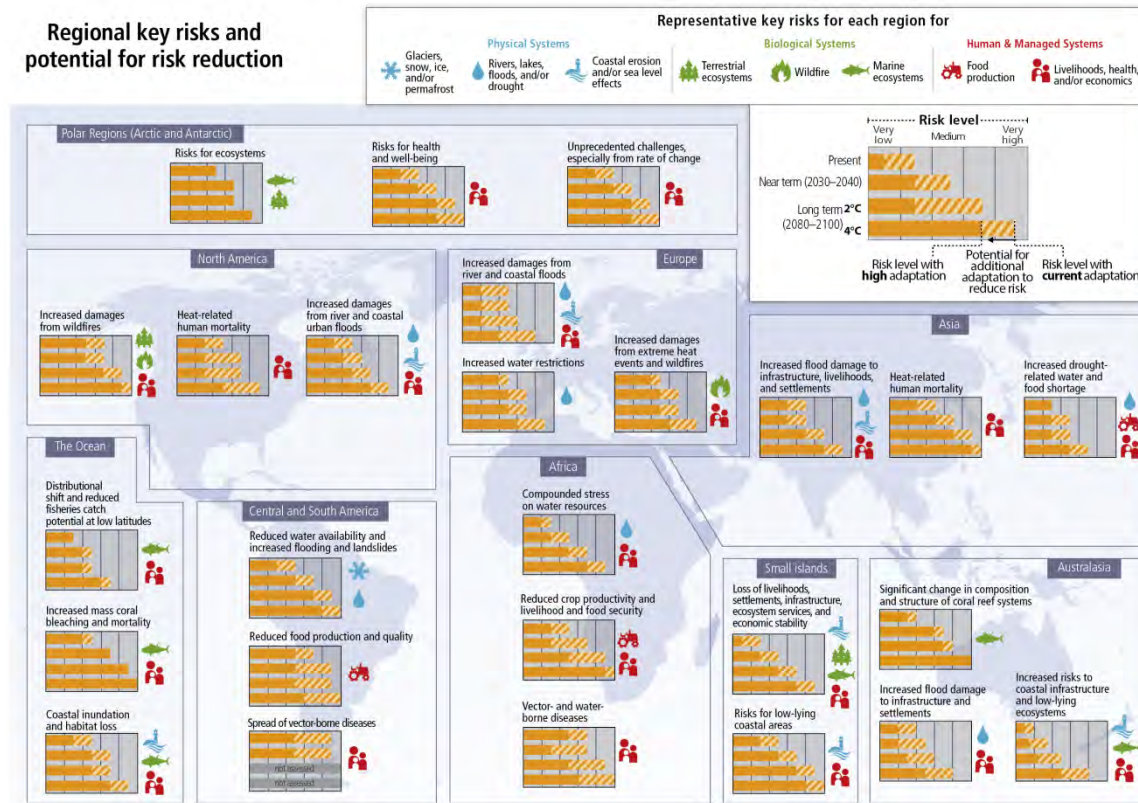 Regional key risks and
potential for risk reduction
Representative key risks for each region for
Physical Systems
Biological Systems
Human & Managed Systems
Glaciers,
snow, ice,
and/or
permafrost
Rivers, lakes,
floods, and/or
drought
Coastal erosion
and/or sea level
effects
Terrestrial
ecosystems
Wildfire
Marine
ecosystems
Food
production
Livelihoods, health,
and/or economics
Risk level
Very
low
Medium
Very
high
Present
Near term (2030–2040)
Long term 2°C
(2080–2100)
4°C
Risk level with
high adaptation
Potential for
additional
adaptation to
reduce risk
Risk level with
current adaptation
Polar Regions (Arctic and Antarctic)
Risks for ecosystems
Risks for health
and well-being
Unprecedented challenges,
especially from rate of change
North America
Increased damages
from wildfires
Heat-related
human mortality
Increased damages
from river and coastal
urban floods
Europe
Increased damages from
river and coastal floods
Increased water restrictions
Increased damages
from extreme heat
events and wildfires
Asia
Increased flood damage to
infrastructure, livelihoods,
and settlements
Heat-related
human mortality
Increased drought-
related water and
food shortage
The Ocean
Distributional
shift and reduced
fisheries catch
potential at low latitudes
Increased mass coral
bleaching and mortality
Coastal inundation
and habitat loss
Central and South America
Reduced water availability and
increased flooding and landslides
Reduced food production and quality
Spread of vector-borne diseases
not assessed
not assessed
Africa
Compounded stress
on water resources
Reduced crop productivity and
livelihood and food security
Vector- and water-
borne diseases
Small islands
Loss of livelihoods,
settlements, infrastructure,
ecosystem services, and
economic stability
Risks for low-lying
coastal areas
Australasia
Significant change in composition
and structure of coral reef systems
Increased flood damage
to infrastructure and
settlements
Increased risks to
coastal infrastructure
and low-lying
ecosystems